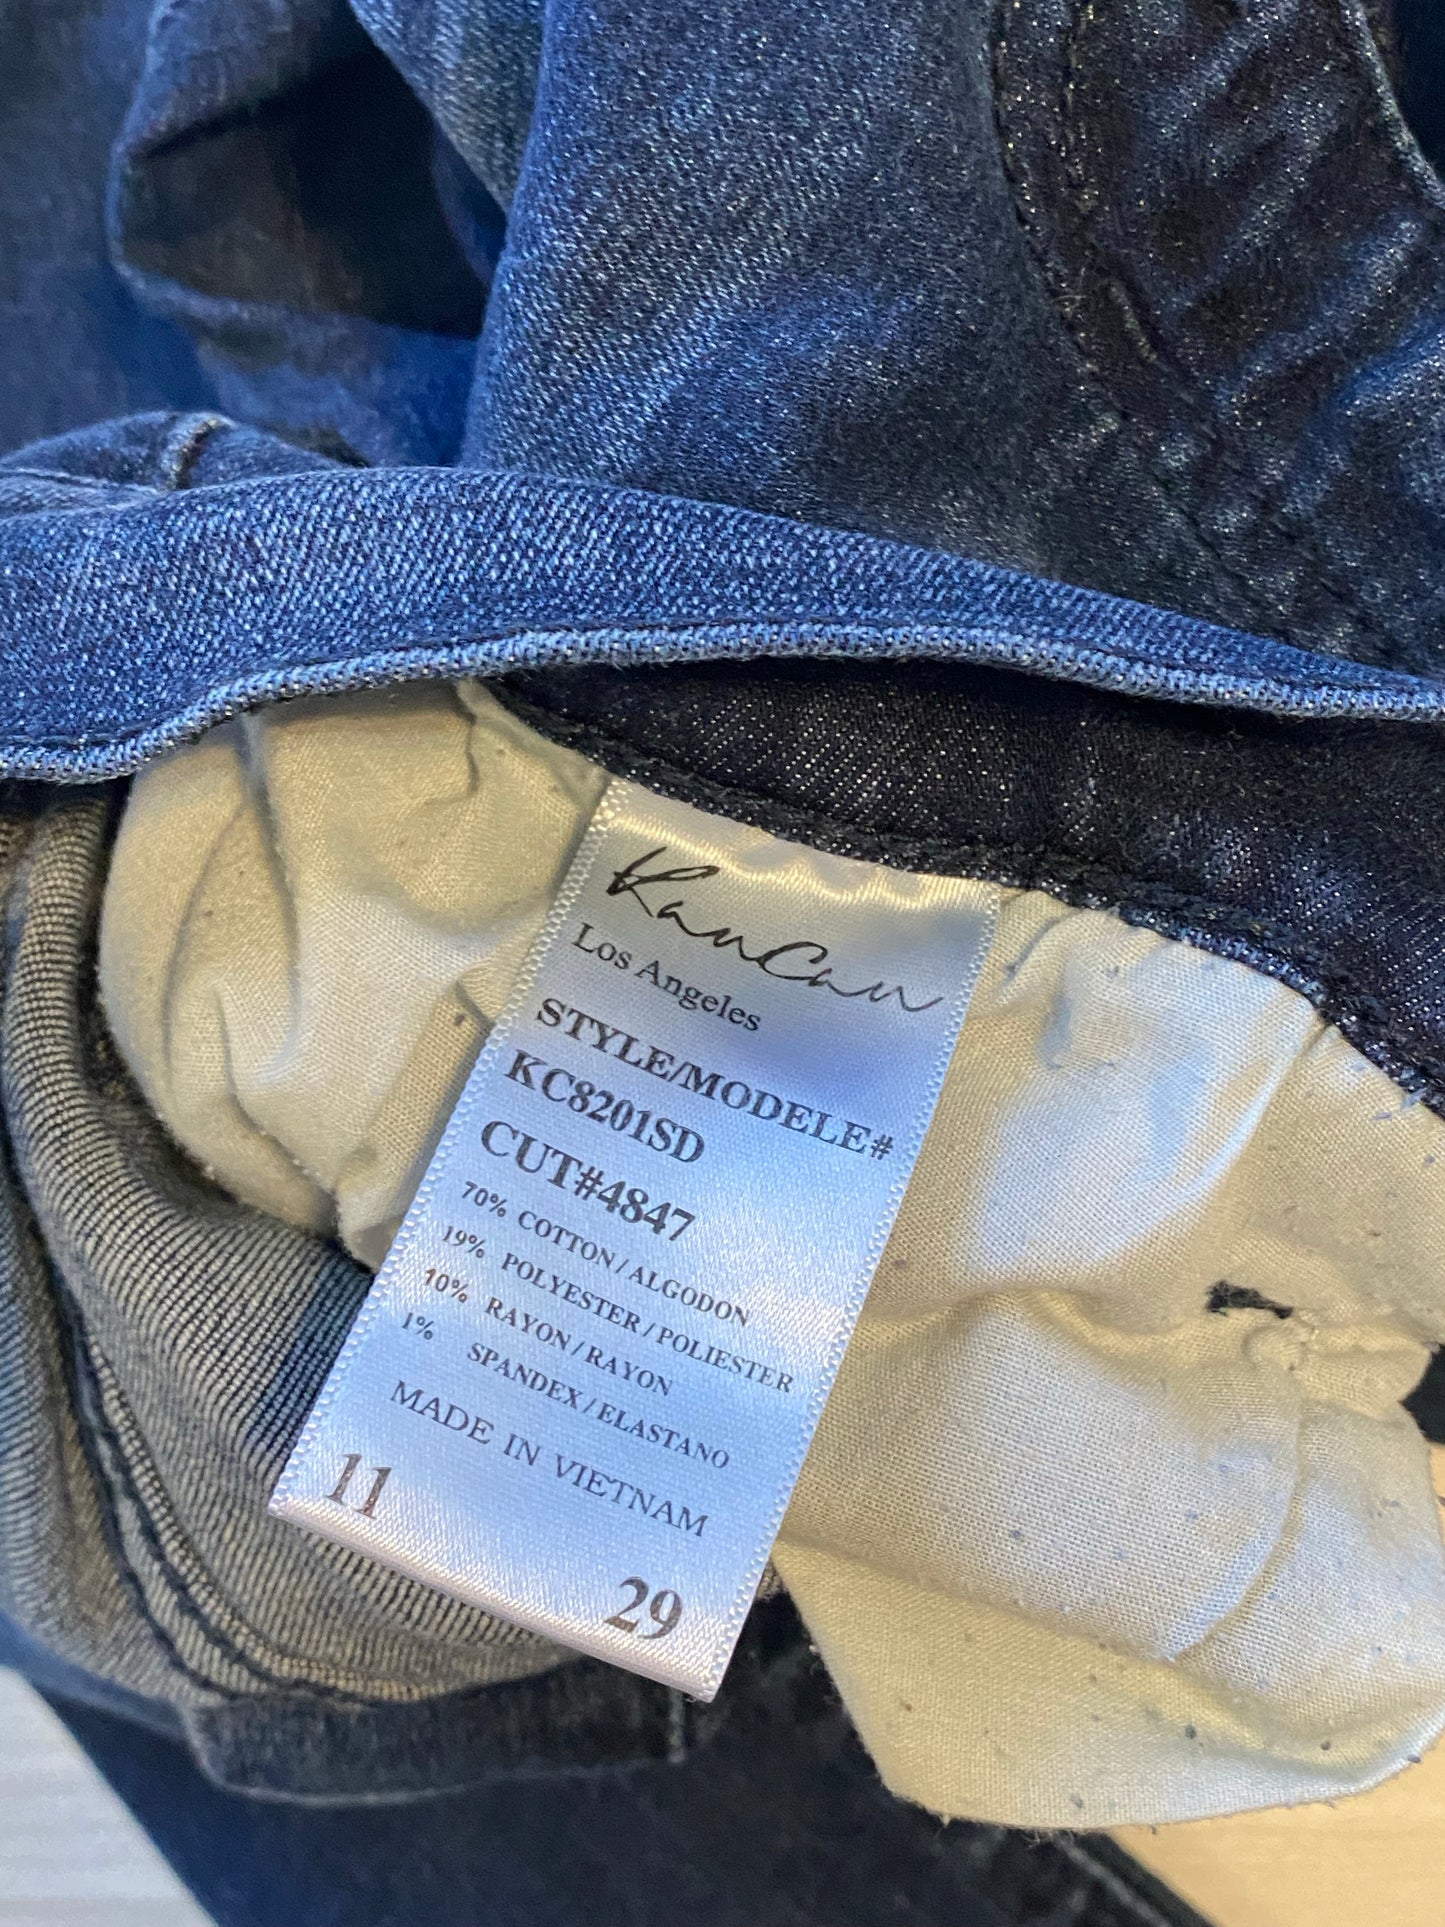 KanCan
Los Angeles
STYLE/MODELE#
KC8201SD
CUT#4847
70% COTTON/ALGODON
19% POLYESTER/POLIESTER
10% RAYON/RAYON
1% SPANDEX/ELASTANO
MADE IN VIETNAM
11 29